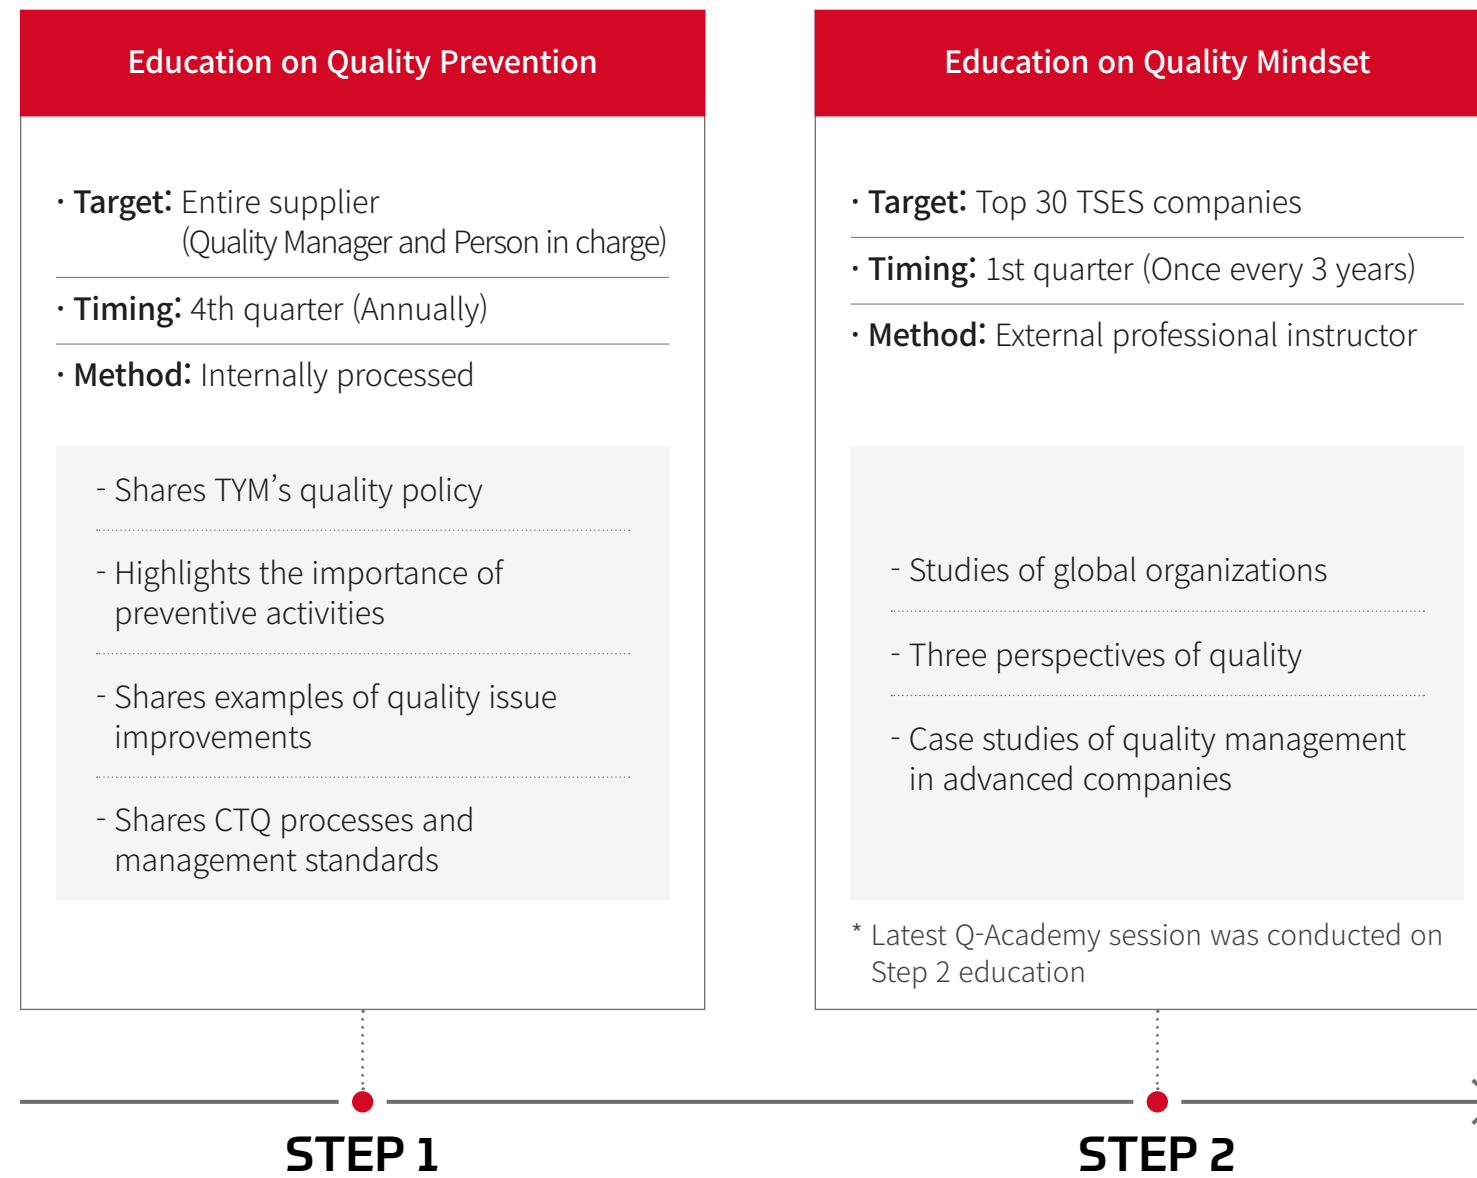 Education on Quality Prevention
· Target: Entire supplier
(Quality Manager and Person in charge)
· Timing: 4th quarter (Annually)
· Method: Internally processed
- Shares TYM’s quality policy
- Highlights the importance of
preventive activities
- Shares examples of quality issue
improvements
- Shares CTQ processes and
management standards
STEP 1
Education on Quality Mindset
· Target: Top 30 TSES companies
· Timing: 1st quarter (Once every 3 years)
· Method: External professional instructor
- Studies of global organizations
- Three perspectives of quality
- Case studies of quality management
in advanced companies
* Latest Q-Academy session was conducted on
Step 2 education
STEP 2